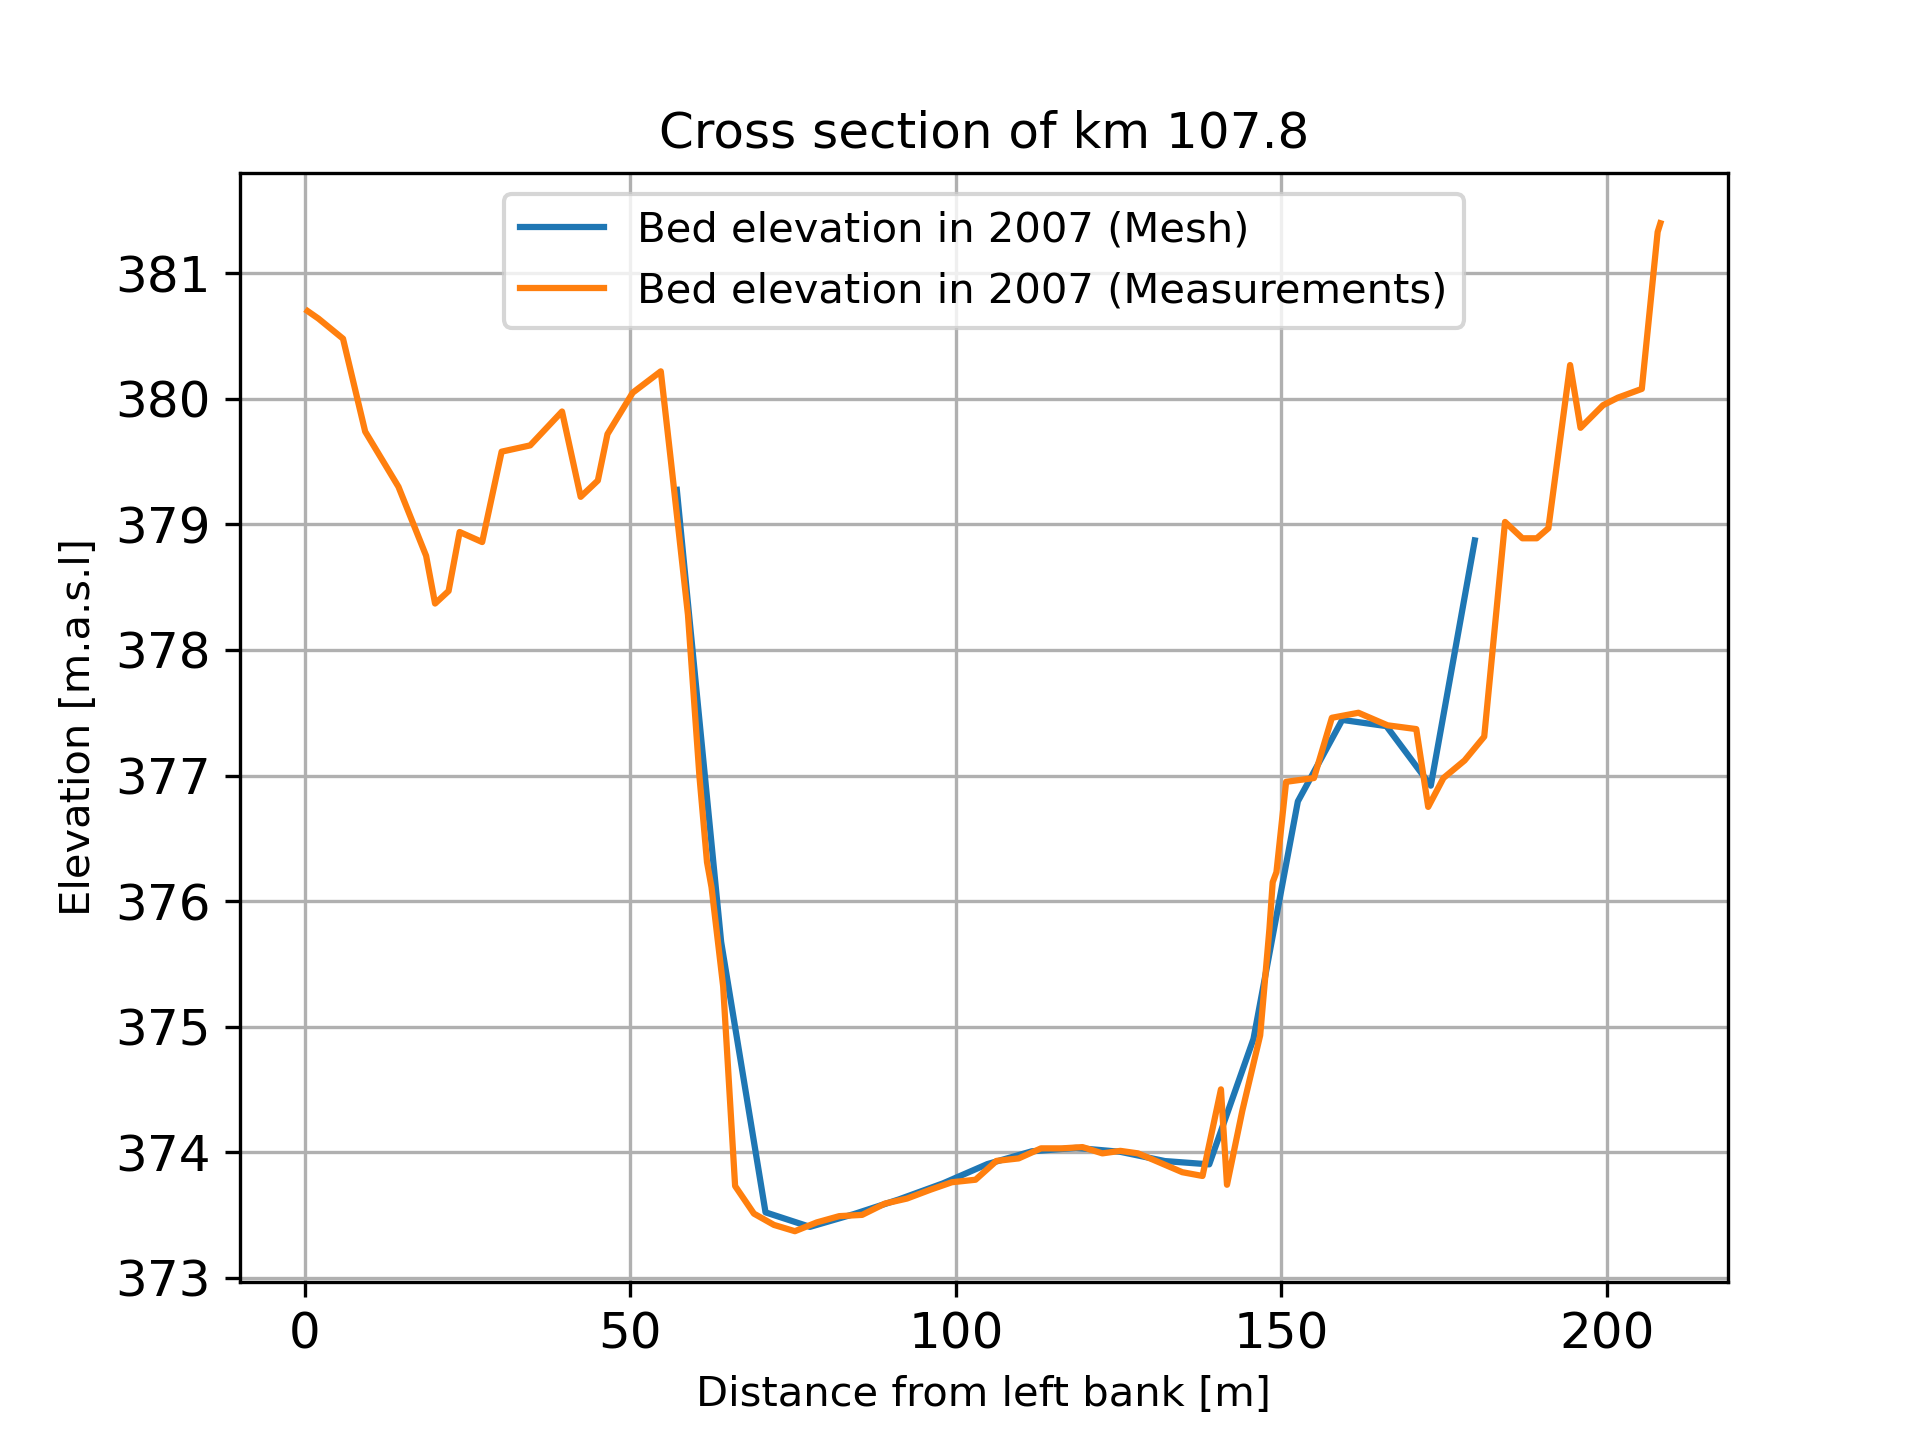 Cross section of km 107.8
Bed elevation in 2007 (Mesh)
Bed elevation in 2007 (Measurements)
381
380
379
378
377
376
375
374
373
Elevation [m.a.s.l]
0 50 100 150 200
Distance from left bank [m]